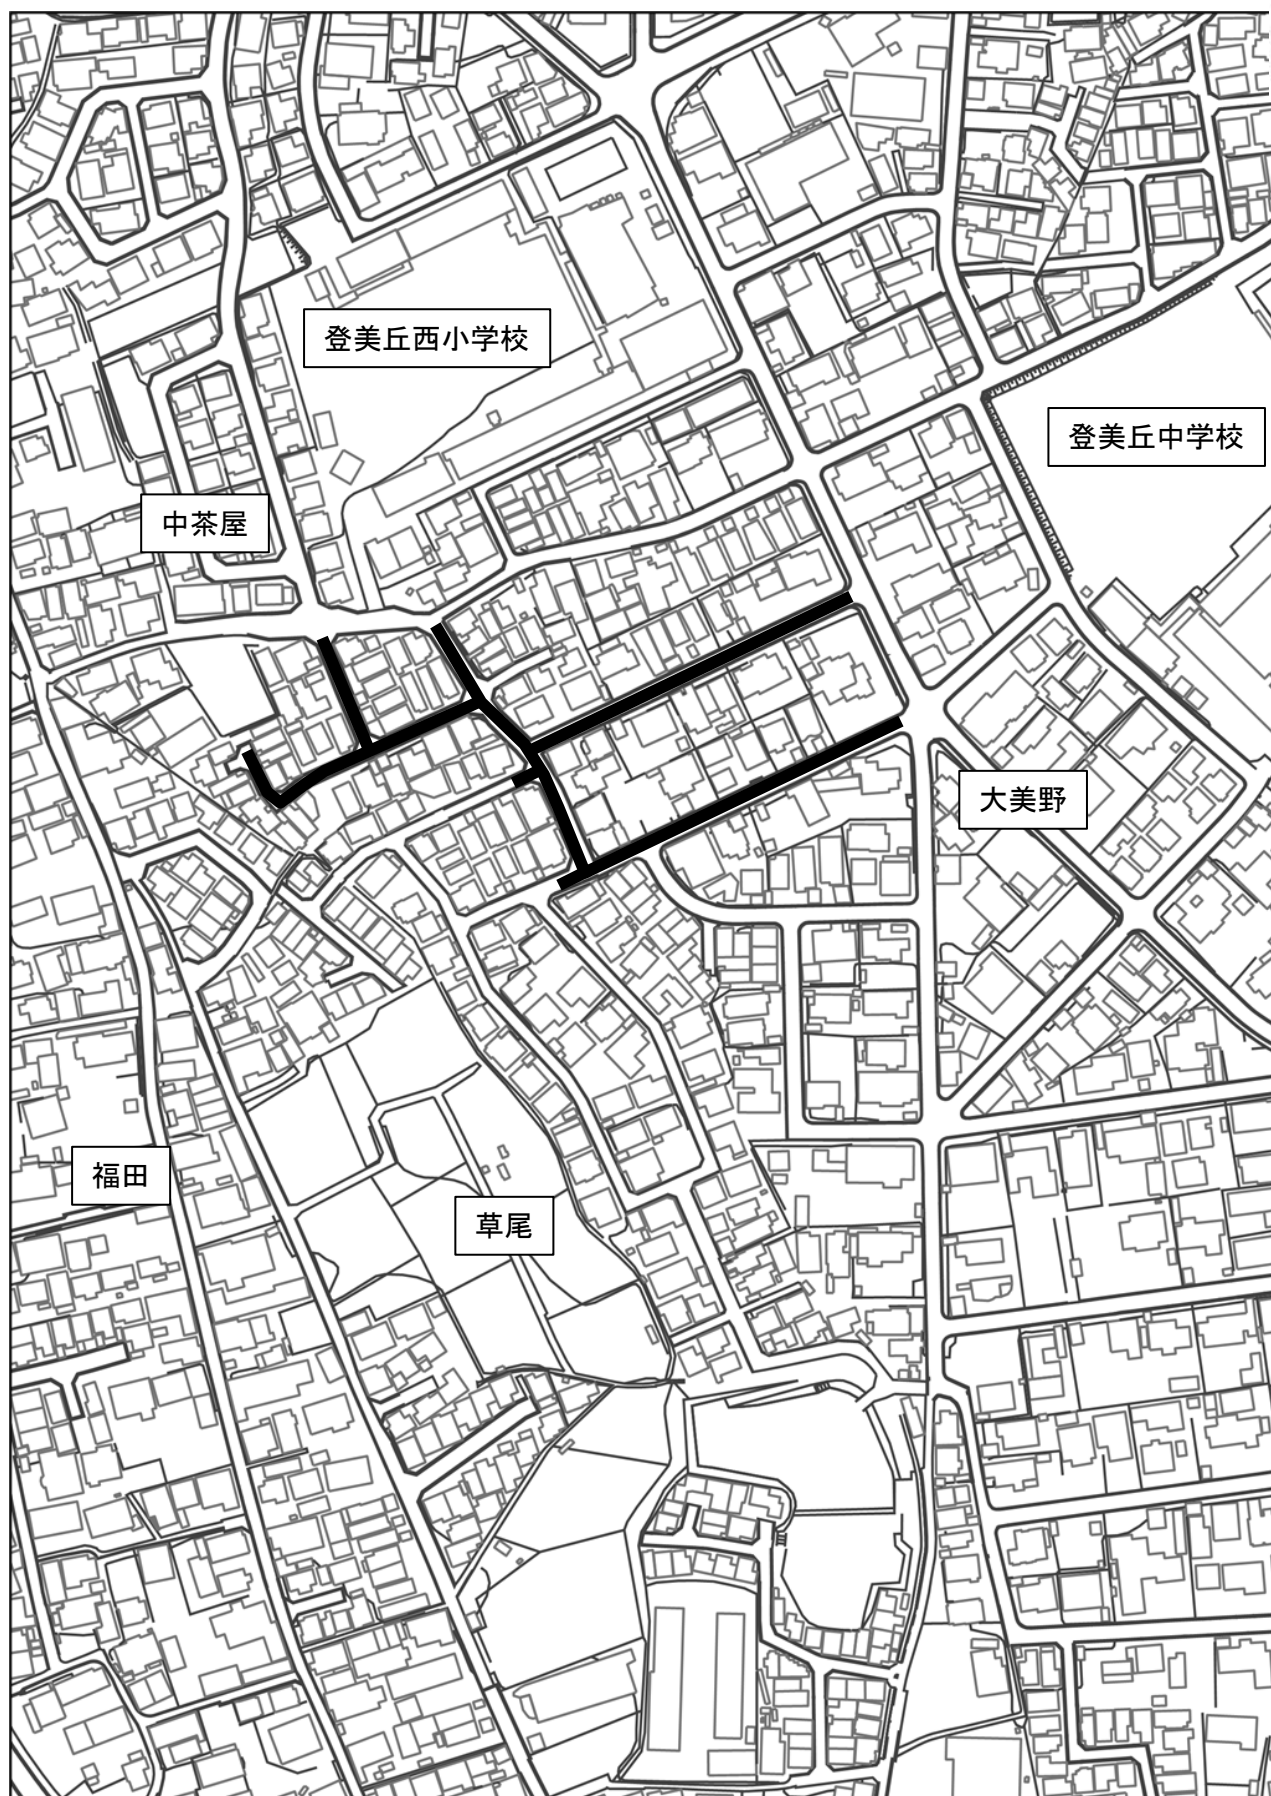 登美丘西小学校
登美丘中学校
中茶屋
大美野
福田
草尾